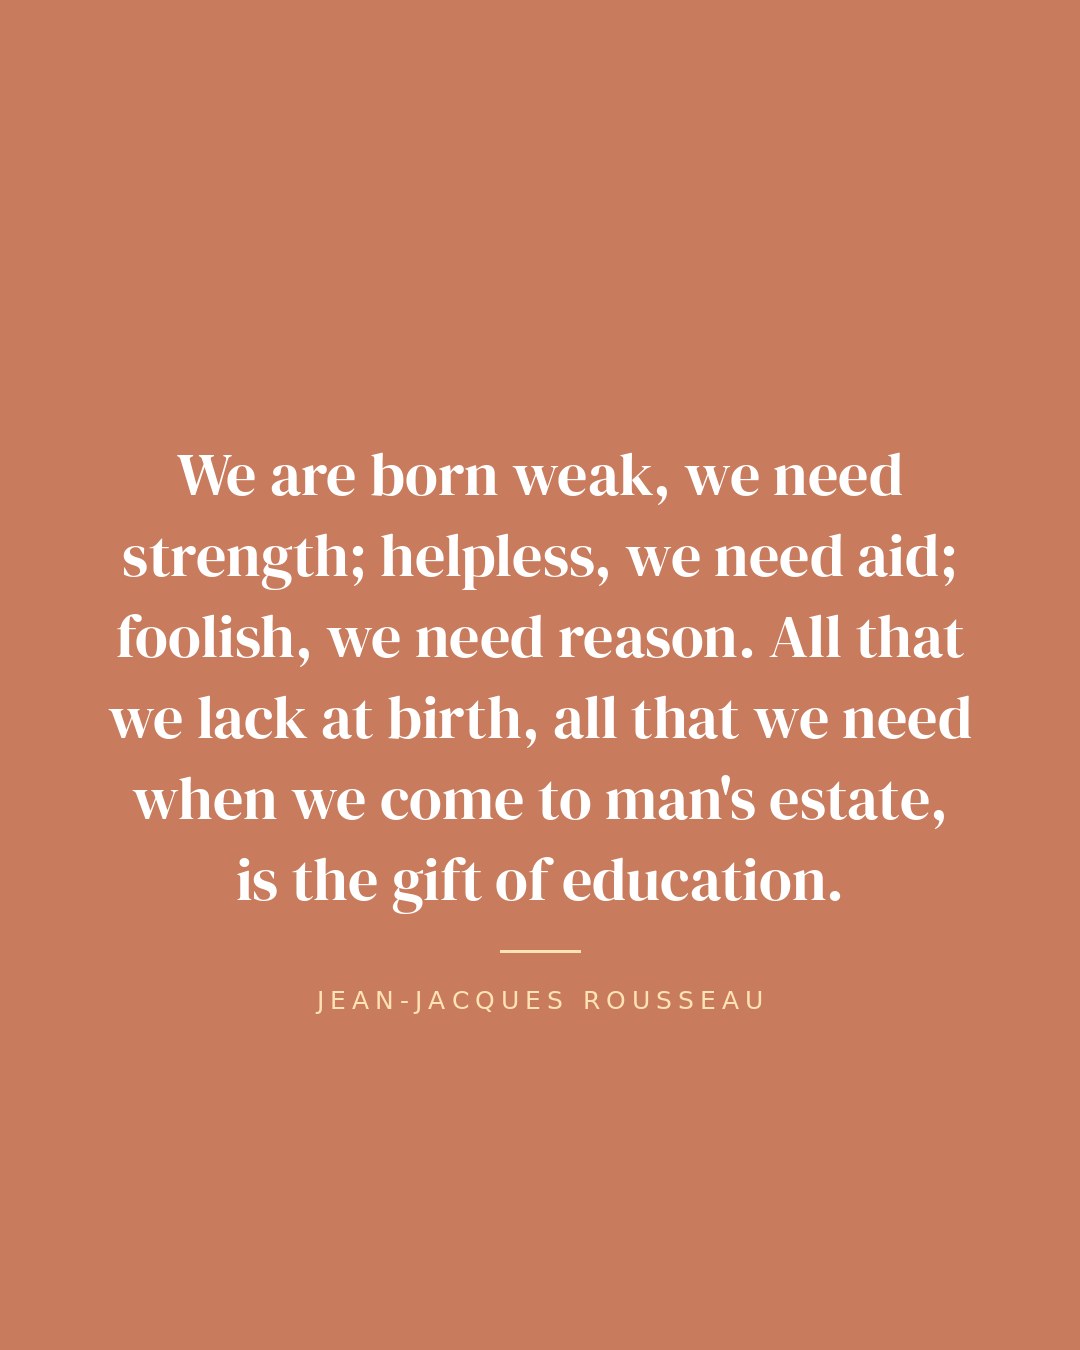 We are born weak, we need
strength; helpless, we need aid;
foolish, we need reason. All that
we lack at birth, all that we need
when we come to man's estate,
is the gift of education.
JEAN-JACQUES ROUSSEAU